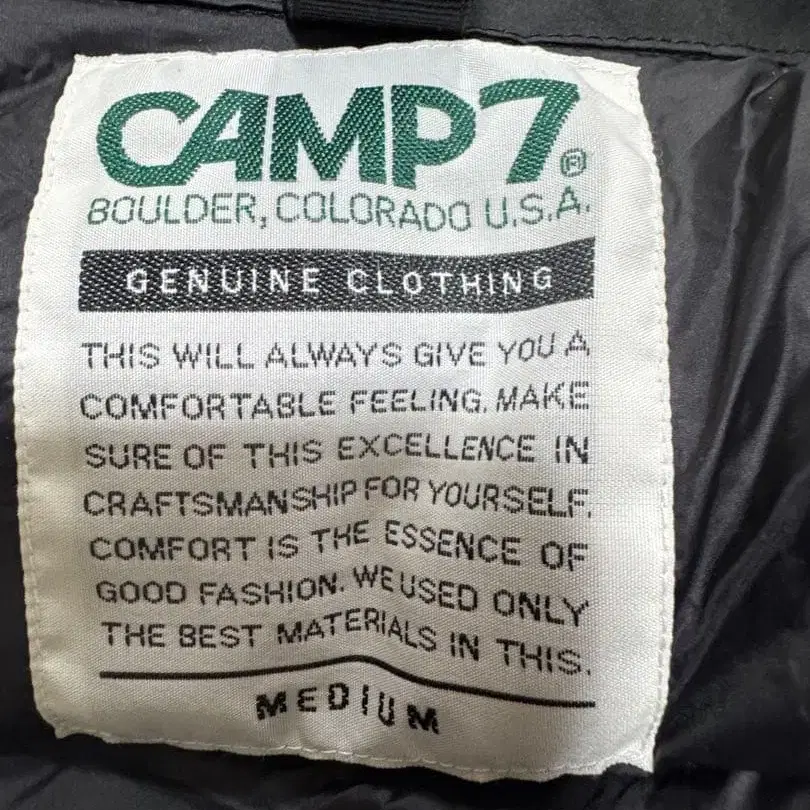 CAMP7®
BOULDER, COLORADO U.S.A.
GENUINE CLOTHING
THIS WILL ALWAYS GIVE YOU A
COMFORTABLE FEELING. MAKE
SURE OF THIS EXCELLENCE IN
CRAFTSMANSHIP FOR YOURSELF.
COMFORT IS THE ESSENCE OF
GOOD FASHION. WE USED ONLY
THE BEST MATERIALS IN THIS.
MEDIUM